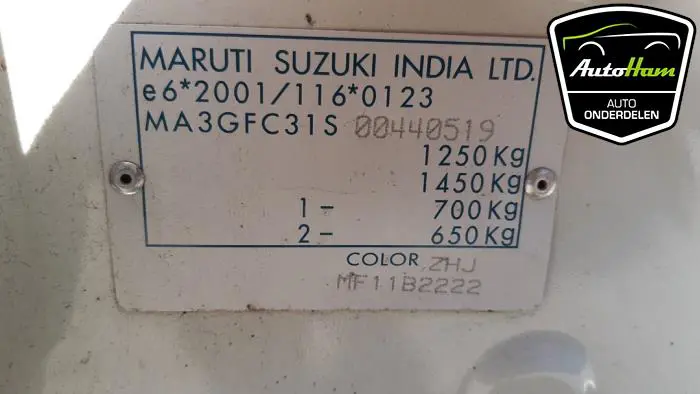 MARUTI SUZUKI INDIA LTD.
e6*2001/116*0123
MA3GFC31S 00440519
1250Kg
1450Kg
1- 700Kg
2- 650Kg
COLOR ZHJ
MF11B2222
AutoHam
AUTO
ONDERDELEN